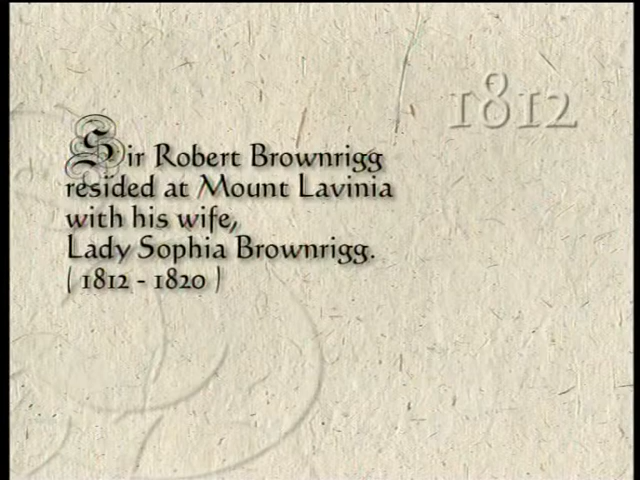 1812
Sir Robert Brownrigg
resided at Mount Lavinia
with his wife,
Lady Sophia Brownrigg.
( 1812 - 1820 )